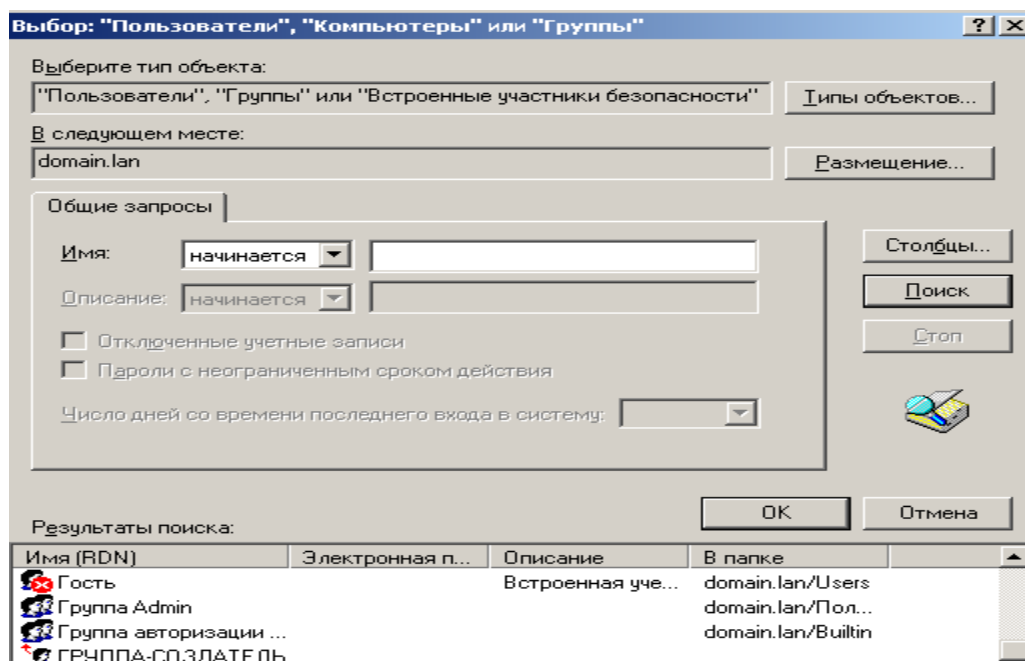 Выбор: "Пользователи", "Компьютеры" или "Группы"
Выберите тип объекта:
"Пользователи", "Группы" или "Встроенные участники безопасности" Типы объектов...
В следующем месте:
domain.lan Размещение...
Общие запросы
Имя: начинается Столбцы...
Описание: начинается Поиск
Отключенные учетные записи Стоп
Пароли с неограниченным сроком действия
Число дней со времени последнего входа в систему:
OK Отмена
Результаты поиска:
Имя (RDN) Электронная п... Описание В папке
Гость Встроенная уче... domain.lan/Users
Группа Admin domain.lan/Пол...
Группа авторизации ... domain.lan/Builtin
ГРУППА-СОЗДАТЕЛЬ